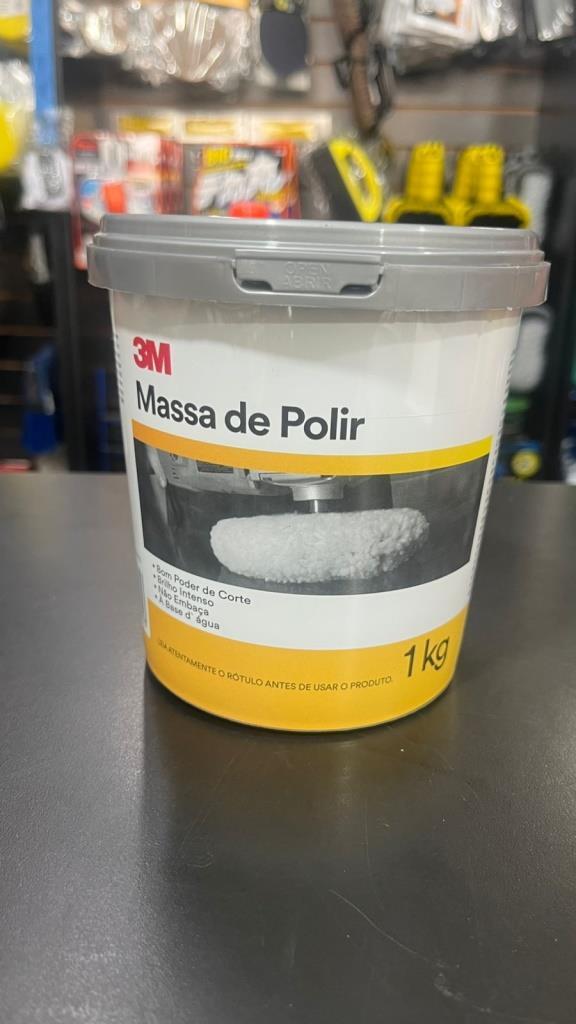 OPEN
ABRIR
3M
Massa de Polir
• Bom Poder de Corte
• Brilho Intenso
• Não Embaça
• À Base d' água
LEIA ATENTAMENTE O RÓTULO ANTES DE USAR O PRODUTO.
1 kg